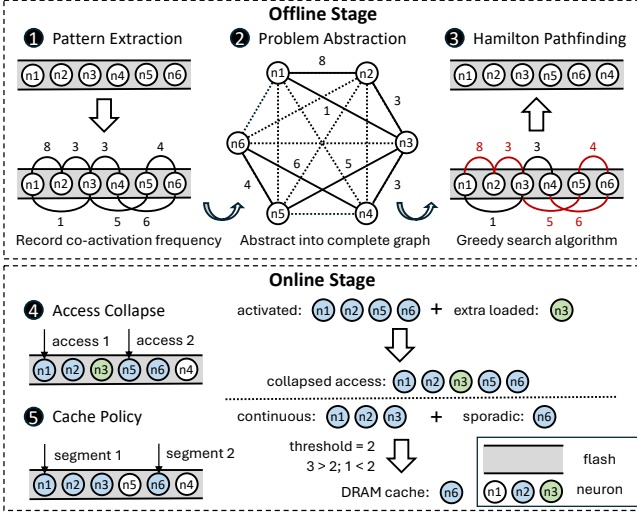 Offline Stage
1 Pattern Extraction
n1 n2 n3 n4 n5 n6
8 3 3 4
n1 n2 n3 n4 n5 n6
1 5 6
Record co-activation frequency
2 Problem Abstraction
8
n1 n2
1 3
n6 n3
6 5
4 3
n5 n4
Abstract into complete graph
3 Hamilton Pathfinding
n1 n2 n3 n5 n6 n4
8 3 3 4
n1 n2 n3 n4 n5 n6
1 5 6
Greedy search algorithm
Online Stage
4 Access Collapse
access 1 access 2
n1 n2 n3 n5 n6 n4
activated: n1 n2 n5 n6 + extra loaded: n3
collapsed access: n1 n2 n3 n5 n6
5 Cache Policy
segment 1 segment 2
n1 n2 n3 n5 n6 n4
continuous: n1 n2 n3 + sporadic: n6
threshold = 2
3 > 2; 1 < 2
DRAM cache: n6
flash
n1 n2 n3 neuron